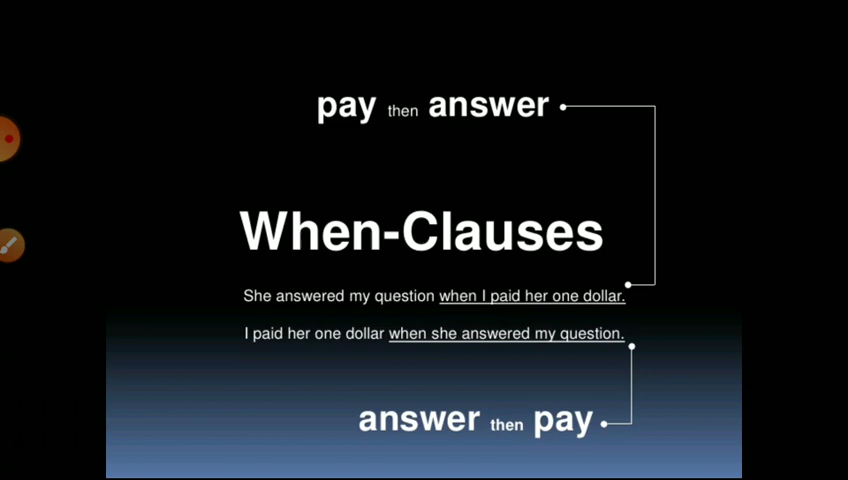 pay then answer
When-Clauses
She answered my question when I paid her one dollar.
I paid her one dollar when she answered my question.
answer then pay